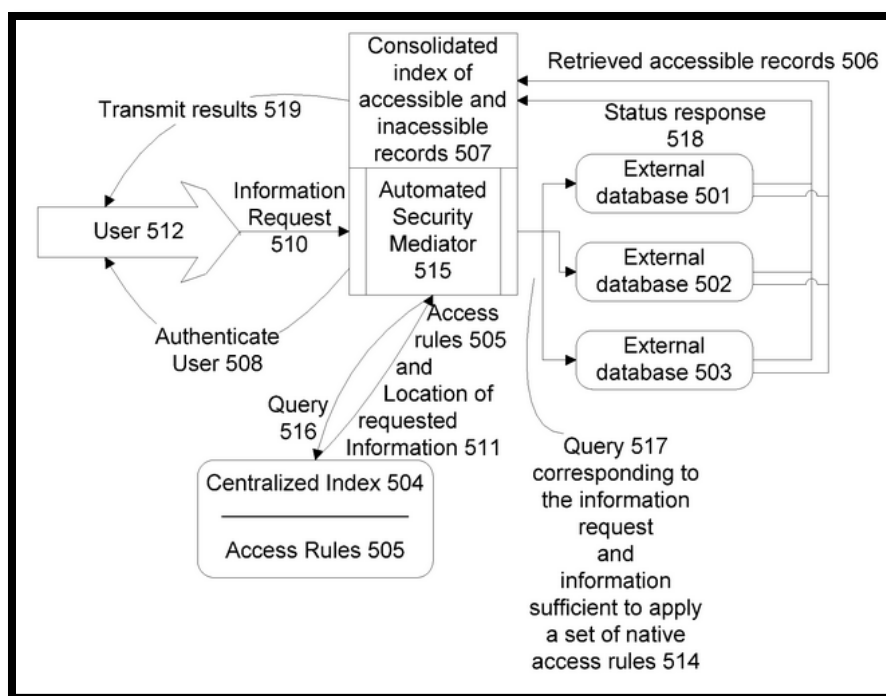 Consolidated
index of
accessible and
inacessible
records 507
Retrieved accessible records 506
Transmit results 519
Status response
518
External
database 501
Information
Request
510
Automated
Security
Mediator
515
User 512
External
database 502
Authenticate
User 508
Access
rules 505
and
Location of
requested
Information 511
External
database 503
Query
516
Centralized Index 504
Access Rules 505
Query 517
corresponding to
the information
request
and
information
sufficient to apply
a set of native
access rules 514